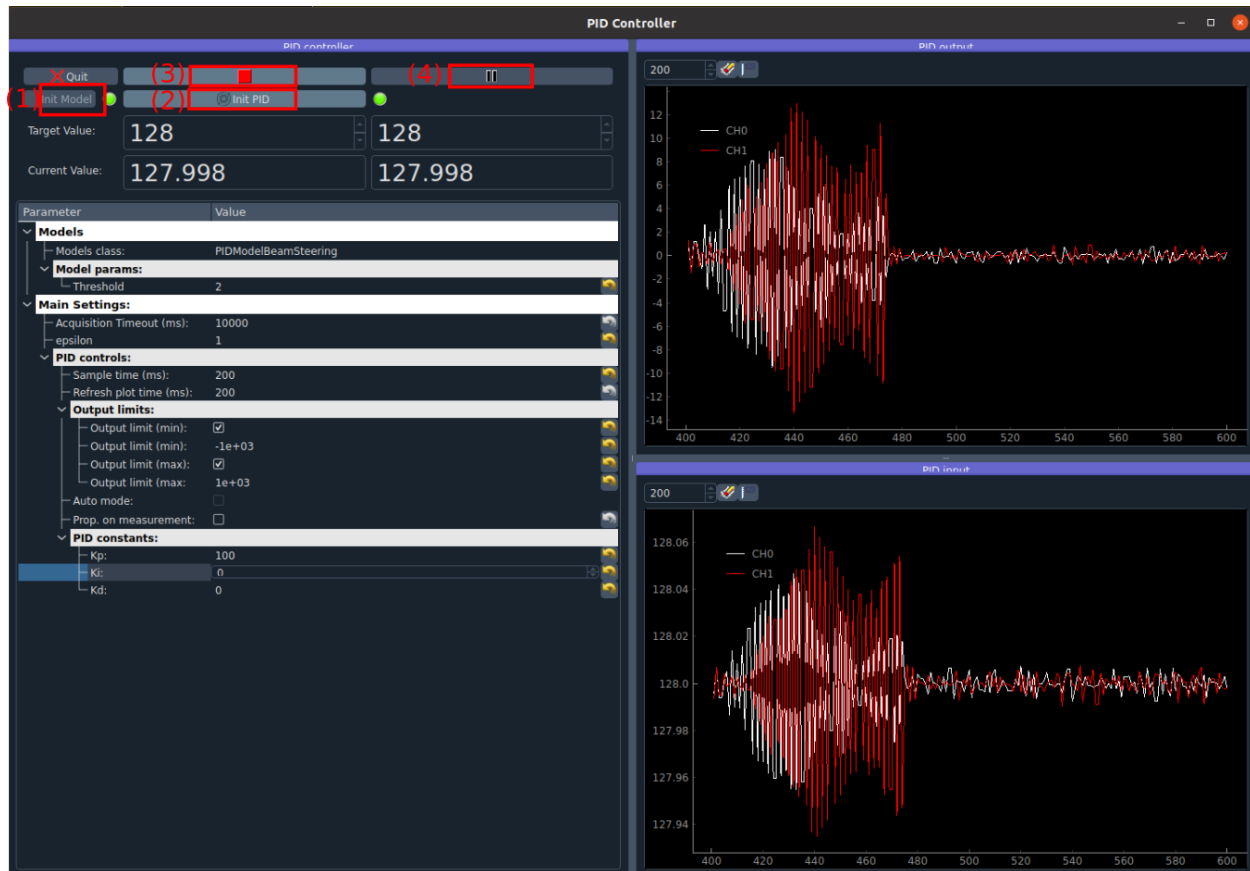 PID Controller
PID controller
Quit
(3)
(4)
(1)
Init Model
(2)
Init PID
Target Value:
128
128
Current Value:
127.998
127.998
Parameter Value
Models
Models class: PIDModelBeamSteering
Model params:
Threshold 2
Main Settings:
Acquisition Timeout (ms): 10000
epsilon 1
PID controls:
Sample time (ms): 200
Refresh plot time (ms): 200
Output limits:
Output limit (min):
Output limit (min): -1e+03
Output limit (max):
Output limit (max: 1e+03
Auto mode:
Prop. on measurement:
PID constants:
Kp: 100
Ki: 0
Kd: 0
PID output
200
CH0
CH1
12
10
8
6
4
2
0
-2
-4
-6
-8
-10
-12
-14
400 420 440 460 480 500 520 540 560 580 600
PID input
200
CH0
CH1
128.06
128.04
128.02
128.0
127.98
127.96
127.94
400 420 440 460 480 500 520 540 560 580 600